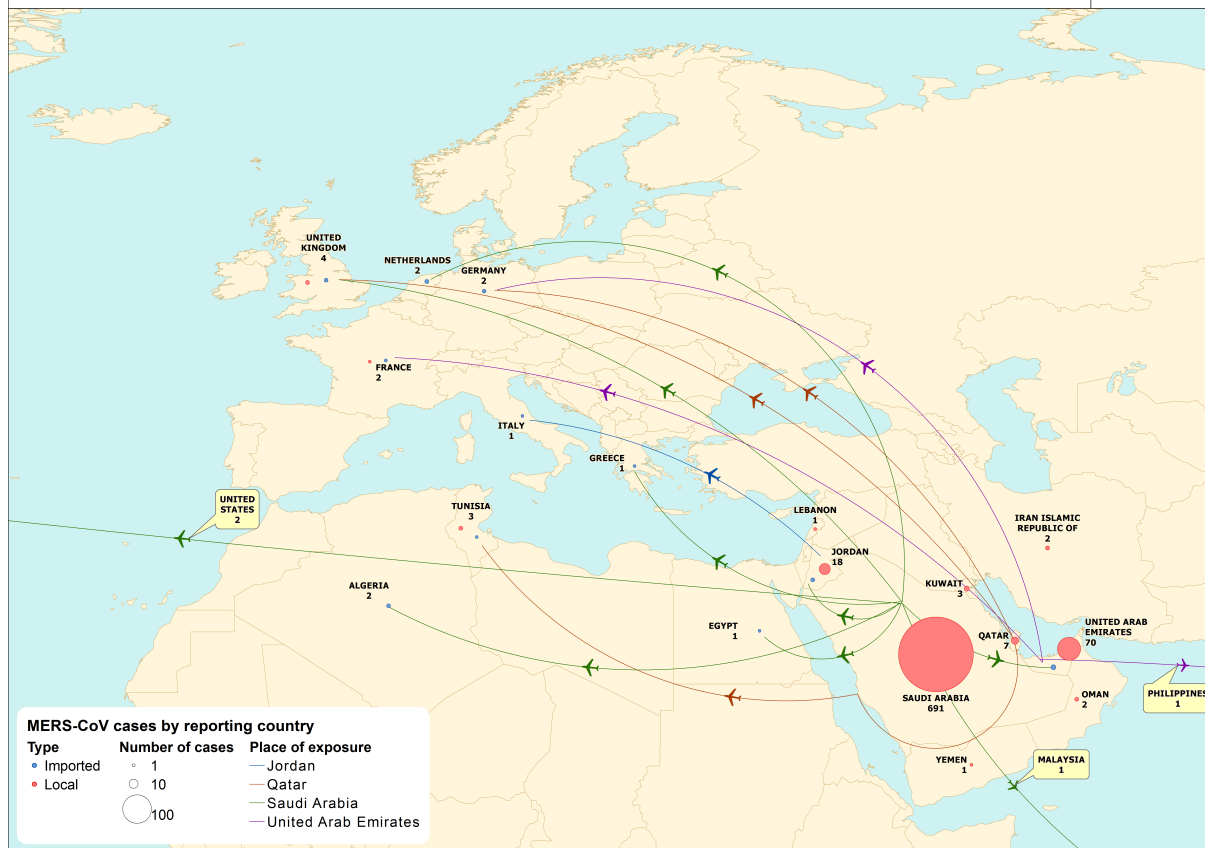 UNITED
KINGDOM
4
NETHERLANDS
2
GERMANY
2
FRANCE
2
ITALY
1
GREECE
1
UNITED
STATES
2
TUNISIA
3
LEBANON
1
IRAN ISLAMIC
REPUBLIC OF
2
JORDAN
18
ALGERIA
2
KUWAIT
3
EGYPT
1
QATAR
7
UNITED ARAB
EMIRATES
70
SAUDI ARABIA
691
OMAN
2
PHILIPPINES
1
YEMEN
1
MALAYSIA
1
MERS-CoV cases by reporting country
Type
Imported
Local
Number of cases
1
10
100
Place of exposure
Jordan
Qatar
Saudi Arabia
United Arab Emirates